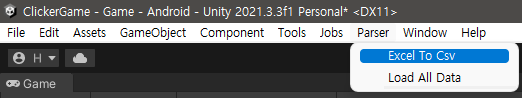 ClickerGame - Game - Android - Unity 2021.3.3f1 Personal* <DX11>
File Edit Assets GameObject Component Tools Jobs Parser Window Help
Excel To Csv
H
Load All Data
Game